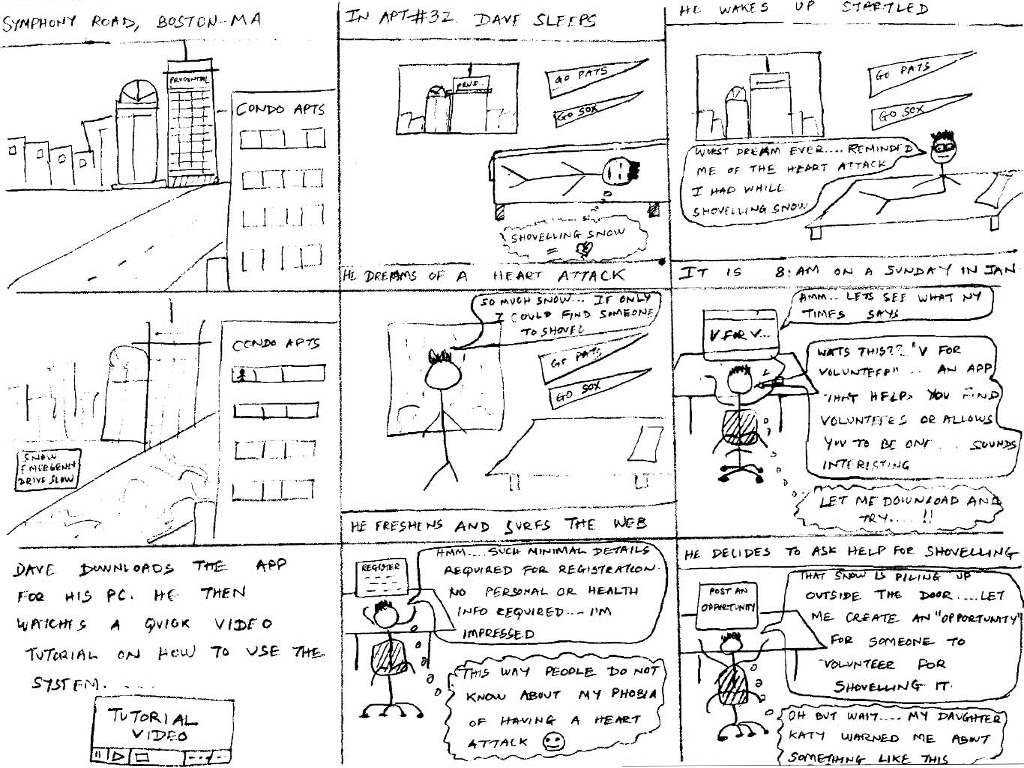 SYMPHONY ROAD, BOSTON-MA
PRUDENTIAL
CONDO APTS
IN APT#32 DAVE SLEEPS
PRUD..
GO PATS
GO SOX
SHOVELLING SNOW
=
HE DREAMS OF A HEART ATTACK
HE WAKES UP STARTLED
GO PATS
GO SOX
WORST DREAM EVER.... REMINDED
ME OF THE HEART ATTACK
I HAD WHILE
SHOVELLING SNOW
IT IS 8:AM ON A SUNDAY IN JAN
CONDO APTS
SNOW
EMERGENCY
DRIVE SLOW
SO MUCH SNOW... IF ONLY
I COULD FIND SOMEONE
TO SHOVEL
GO PATS
GO SOX
HE FRESHENS AND SURFS THE WEB
HMM.. LETS SEE WHAT NY
TIMES SAYS
V FOR V...
WATS THIS?? "V FOR
VOLUNTEER".. AN APP
THAT HELPS YOU FIND
VOLUNTEERS OR ALLOWS
YOU TO BE ONE... SOUNDS
INTERISTING
LET ME DOWNLOAD AND
TRY.... !!
DAVE DOWNLOADS THE APP
FOR HIS PC. HE THEN
WATCHES A QUICK VIDEO
TUTORIAL ON HOW TO USE THE
SYSTEM.....
TUTORIAL
VIDEO
REGISTER
HMM....SUCH MINIMAL DETAILS
REQUIRED FOR REGISTRATION.
NO PERSONAL OR HEALTH
INFO REQUIRED... I'M
IMPRESSED
THIS WAY PEOPLE DO NOT
KNOW ABOUT MY PHOBIA
OF HAVING A HEART
ATTACK
HE DECIDES TO ASK HELP FOR SHOVELLING
POST AN
OPPORTUNITY
THAT SNOW IS PILING UP
OUTSIDE THE DOOR....LET
ME CREATE AN "OPPORTUNITY"
FOR SOMEONE TO
VOLUNTEER FOR
SHOVELLING IT.
OH BUT WAIT.... MY DAUGHTER
KATY WARNED ME ABOUT
SOMETHING LIKE THIS